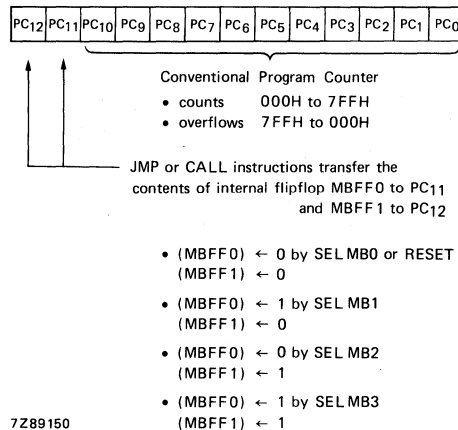 PC12 PC11 PC10 PC9 PC8 PC7 PC6 PC5 PC4 PC3 PC2 PC1 PC0
Conventional Program Counter
• counts 000H to 7FFH
• overflows 7FFH to 000H
JMP or CALL instructions transfer the
contents of internal flipflop MBFF0 to PC11
and MBFF1 to PC12
• (MBFF0) ← 0 by SEL MB0 or RESET
(MBFF1) ← 0
• (MBFF0) ← 1 by SEL MB1
(MBFF1) ← 0
• (MBFF0) ← 0 by SEL MB2
(MBFF1) ← 1
• (MBFF0) ← 1 by SEL MB3
(MBFF1) ← 1
7Z89150